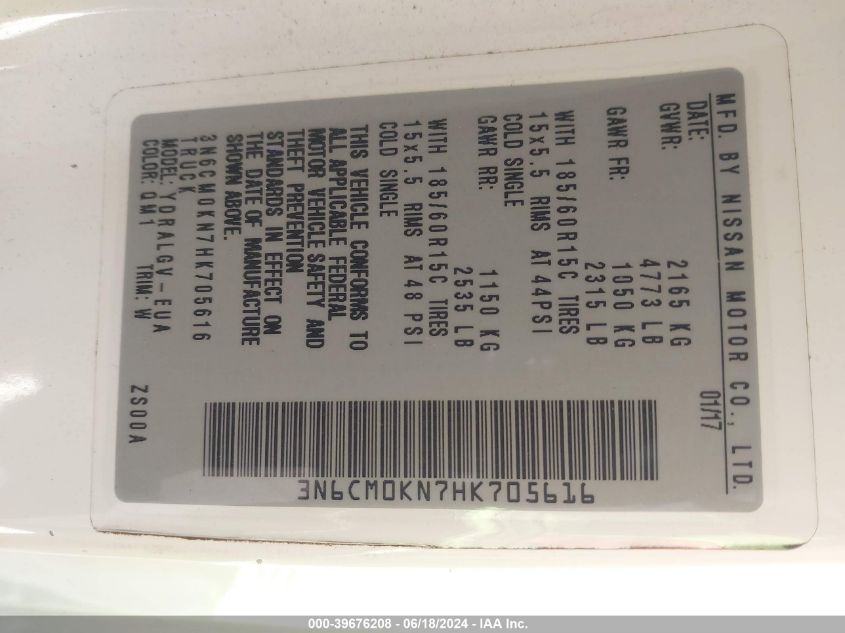 MFD. BY NISSAN MOTOR CO., LTD.
DATE: 01/17
GVWR: 2165 KG
4773 LB
GAWR FR: 1050 KG
2315 LB
WITH 185/60R15C TIRES
15x5.5 RIMS AT 44PSI
COLD SINGLE
GAWR RR: 1150 KG
2535 LB
WITH 185/60R15C TIRES
15x5.5 RIMS AT 48 PSI
COLD SINGLE
THIS VEHICLE CONFORMS TO
ALL APPLICABLE FEDERAL
MOTOR VEHICLE SAFETY AND
THEFT PREVENTION
STANDARDS IN EFFECT ON
THE DATE OF MANUFACTURE
SHOWN ABOVE.
3N6CM0KN7HK705616
TRUCK
MODEL: YDRALGV-EUA
COLOR: QM1 TRIM: W ZS00A
3N6CM0KN7HK705616
000-39676208 - 06/18/2024 - IAA Inc.